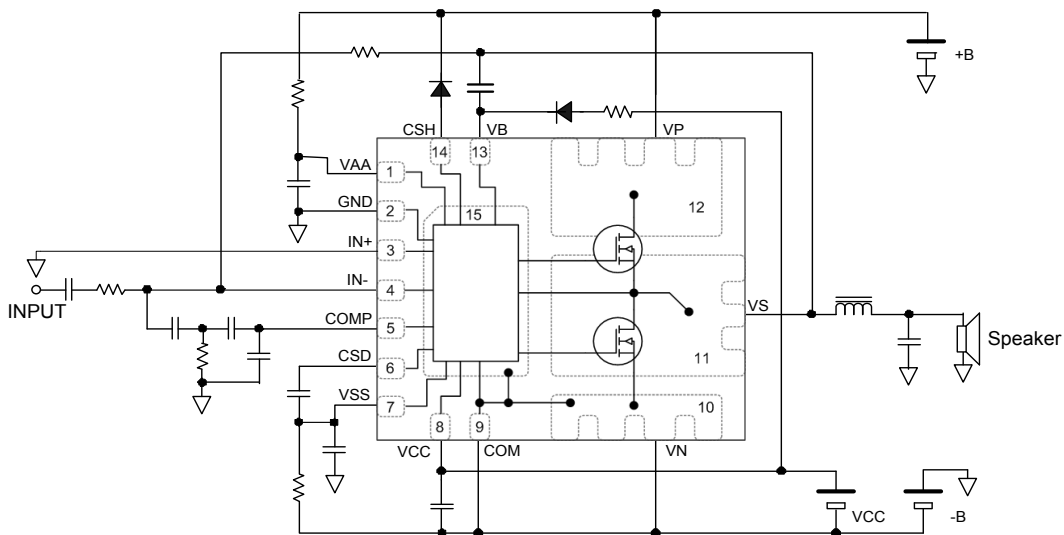 +B
CSH
VB
VP
14
13
VAA
1
12
GND
2
15
IN+
3
IN-
4
INPUT
VS
COMP
5
Speaker
CSD
6
11
VSS
7
10
8
9
VCC
COM
VN
VCC
-B